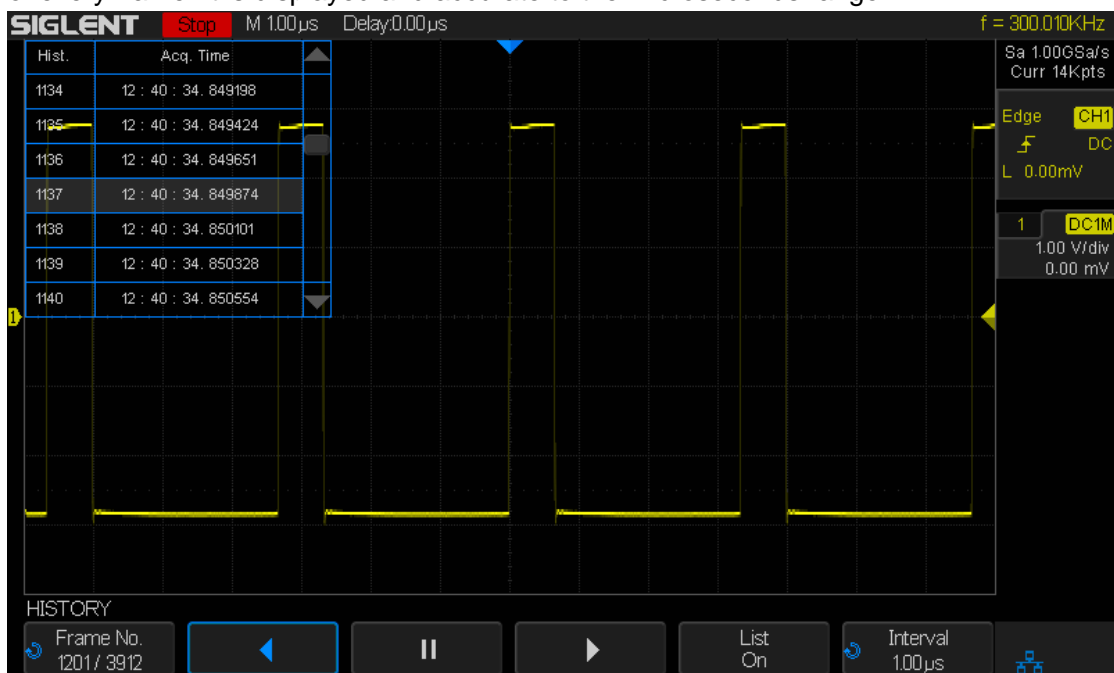 SIGLENT Stop M 1.00µs Delay:0.00µs f = 300.010KHz
Sa 1.00GSa/s
Curr 14Kpts
Hist. Acq. Time
1134 12 : 40 : 34. 849198
1135 12 : 40 : 34. 849424
1136 12 : 40 : 34. 849651
1137 12 : 40 : 34. 849874
1138 12 : 40 : 34. 850101
1139 12 : 40 : 34. 850328
1140 12 : 40 : 34. 850554
Edge CH1
DC
L 0.00mV
1 DC1M
1.00 V/div
0.00 mV
1
HISTORY
Frame No.
1201 / 3912
List
On
Interval
1.00µs